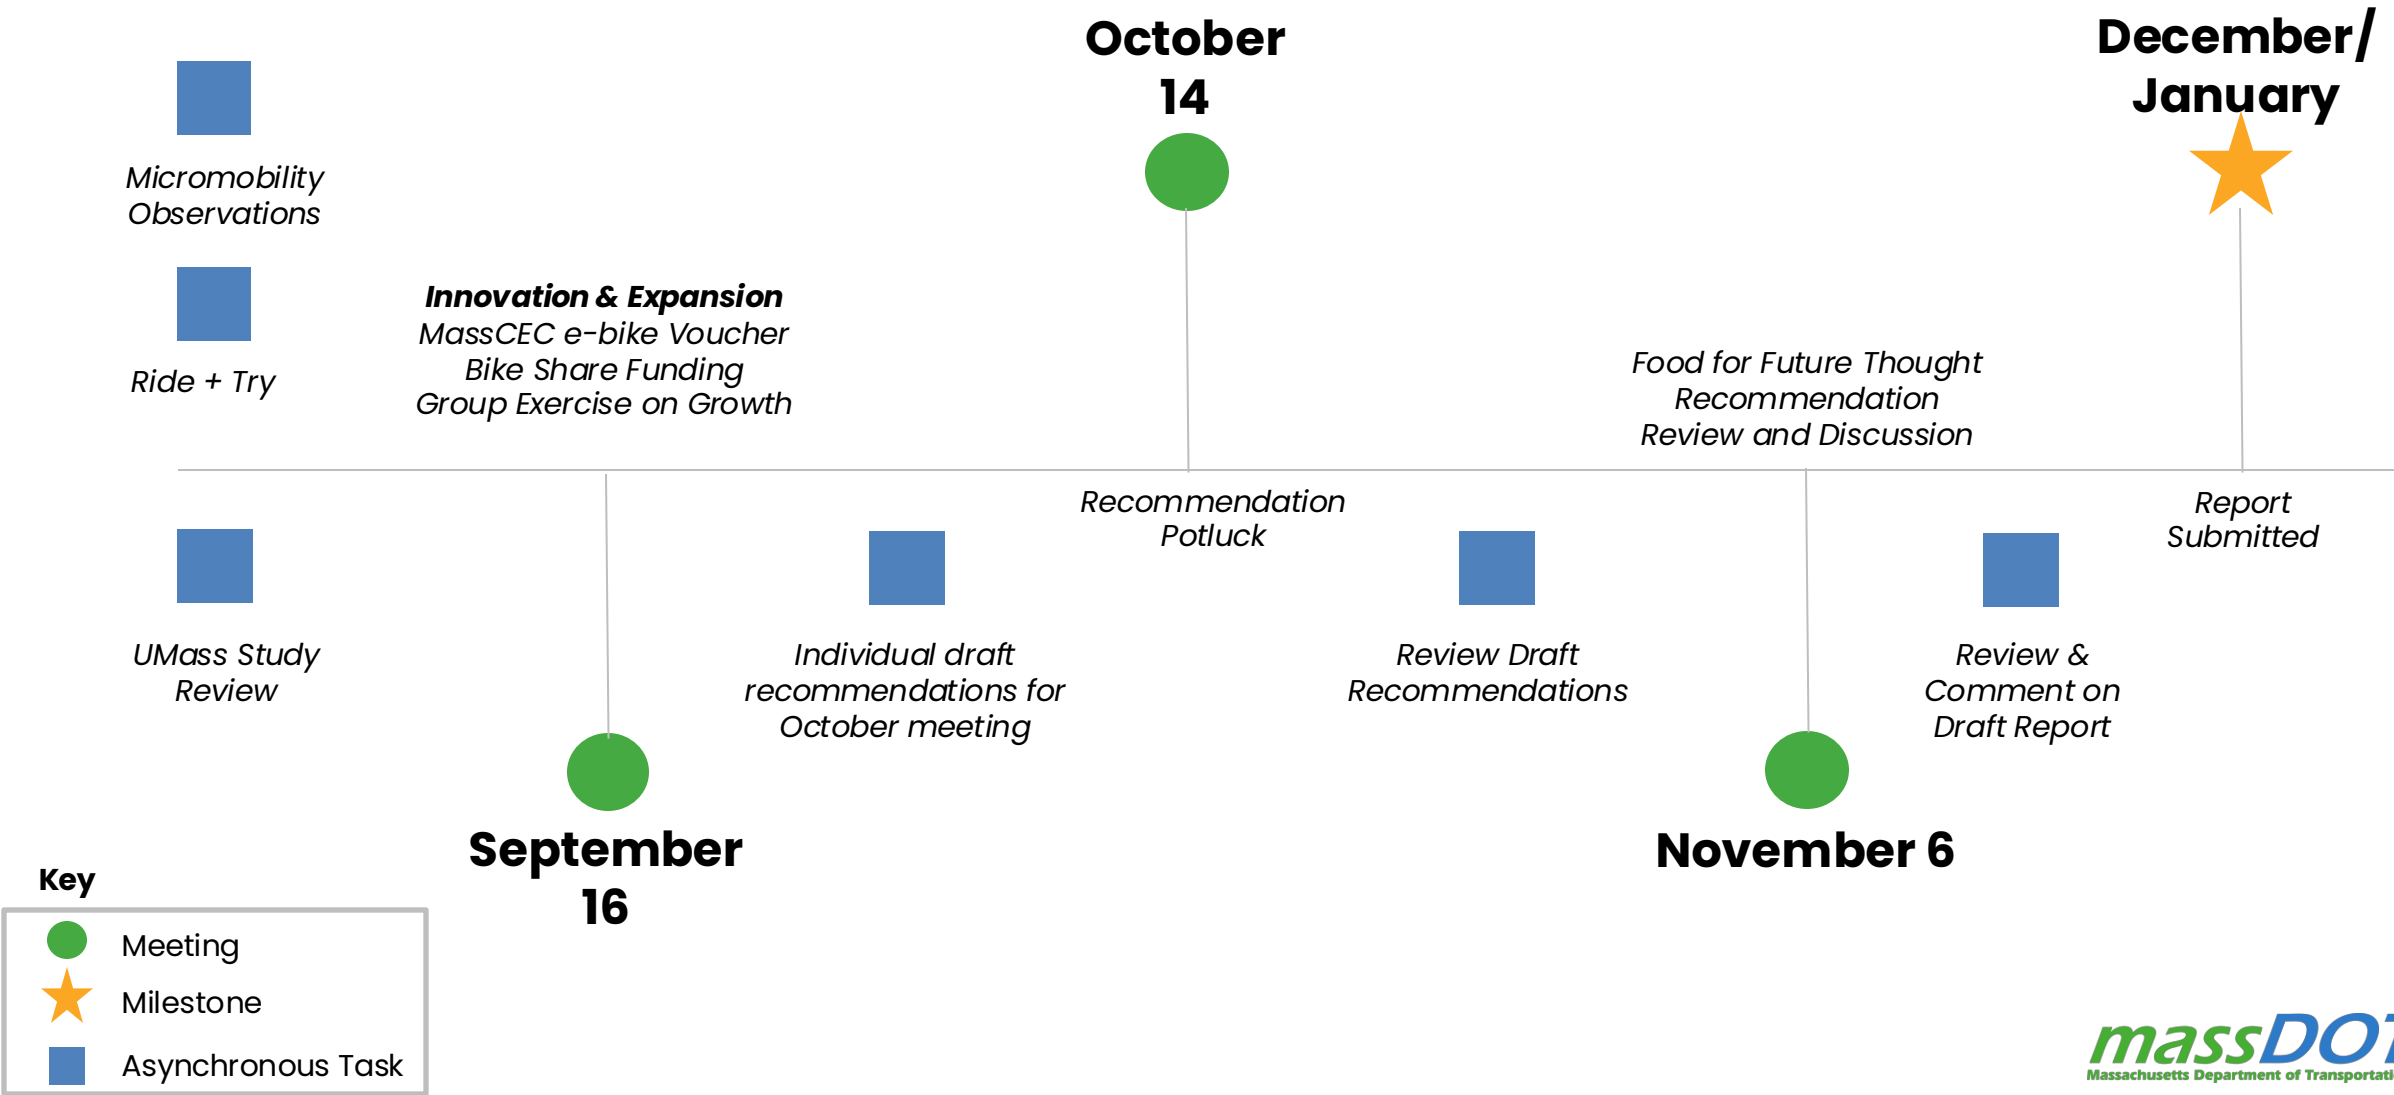 October
14
December/
January
Micromobility
Observations
Ride + Try
Innovation & Expansion
MassCEC e-bike Voucher
Bike Share Funding
Group Exercise on Growth
Food for Future Thought
Recommendation
Review and Discussion
Recommendation
Potluck
Report
Submitted
UMass Study
Review
Individual draft
recommendations for
October meeting
Review Draft
Recommendations
Review &
Comment on
Draft Report
September
16
November 6
Key
Meeting
Milestone
Asynchronous Task
massDOT
Massachusetts Department of Transportati